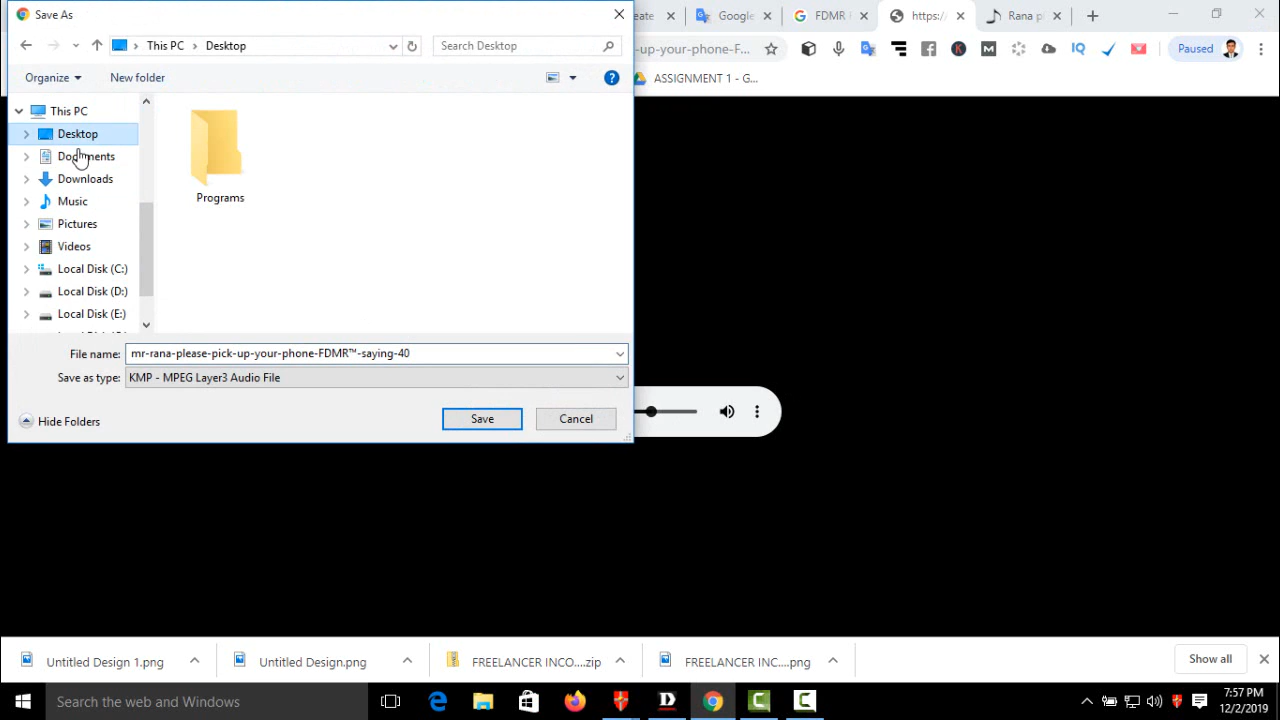 Save As
eate
Google
FDMR
https:/
Rana p
This PC
Desktop
Search Desktop
-up-your-phone-F...
Paused
Organize
New folder
ASSIGNMENT 1 - G...
This PC
Desktop
Documents
Downloads
Music
Pictures
Videos
Local Disk (C:)
Local Disk (D:)
Local Disk (E:)
Programs
File name:
mr-rana-please-pick-up-your-phone-FDMR™-saying-40
Save as type:
KMP - MPEG Layer3 Audio File
Hide Folders
Save
Cancel
Untitled Design 1.png
Untitled Design.png
FREELANCER INCO....zip
FREELANCER INC....png
Show all
Search the web and Windows
7:57 PM
12/2/2019